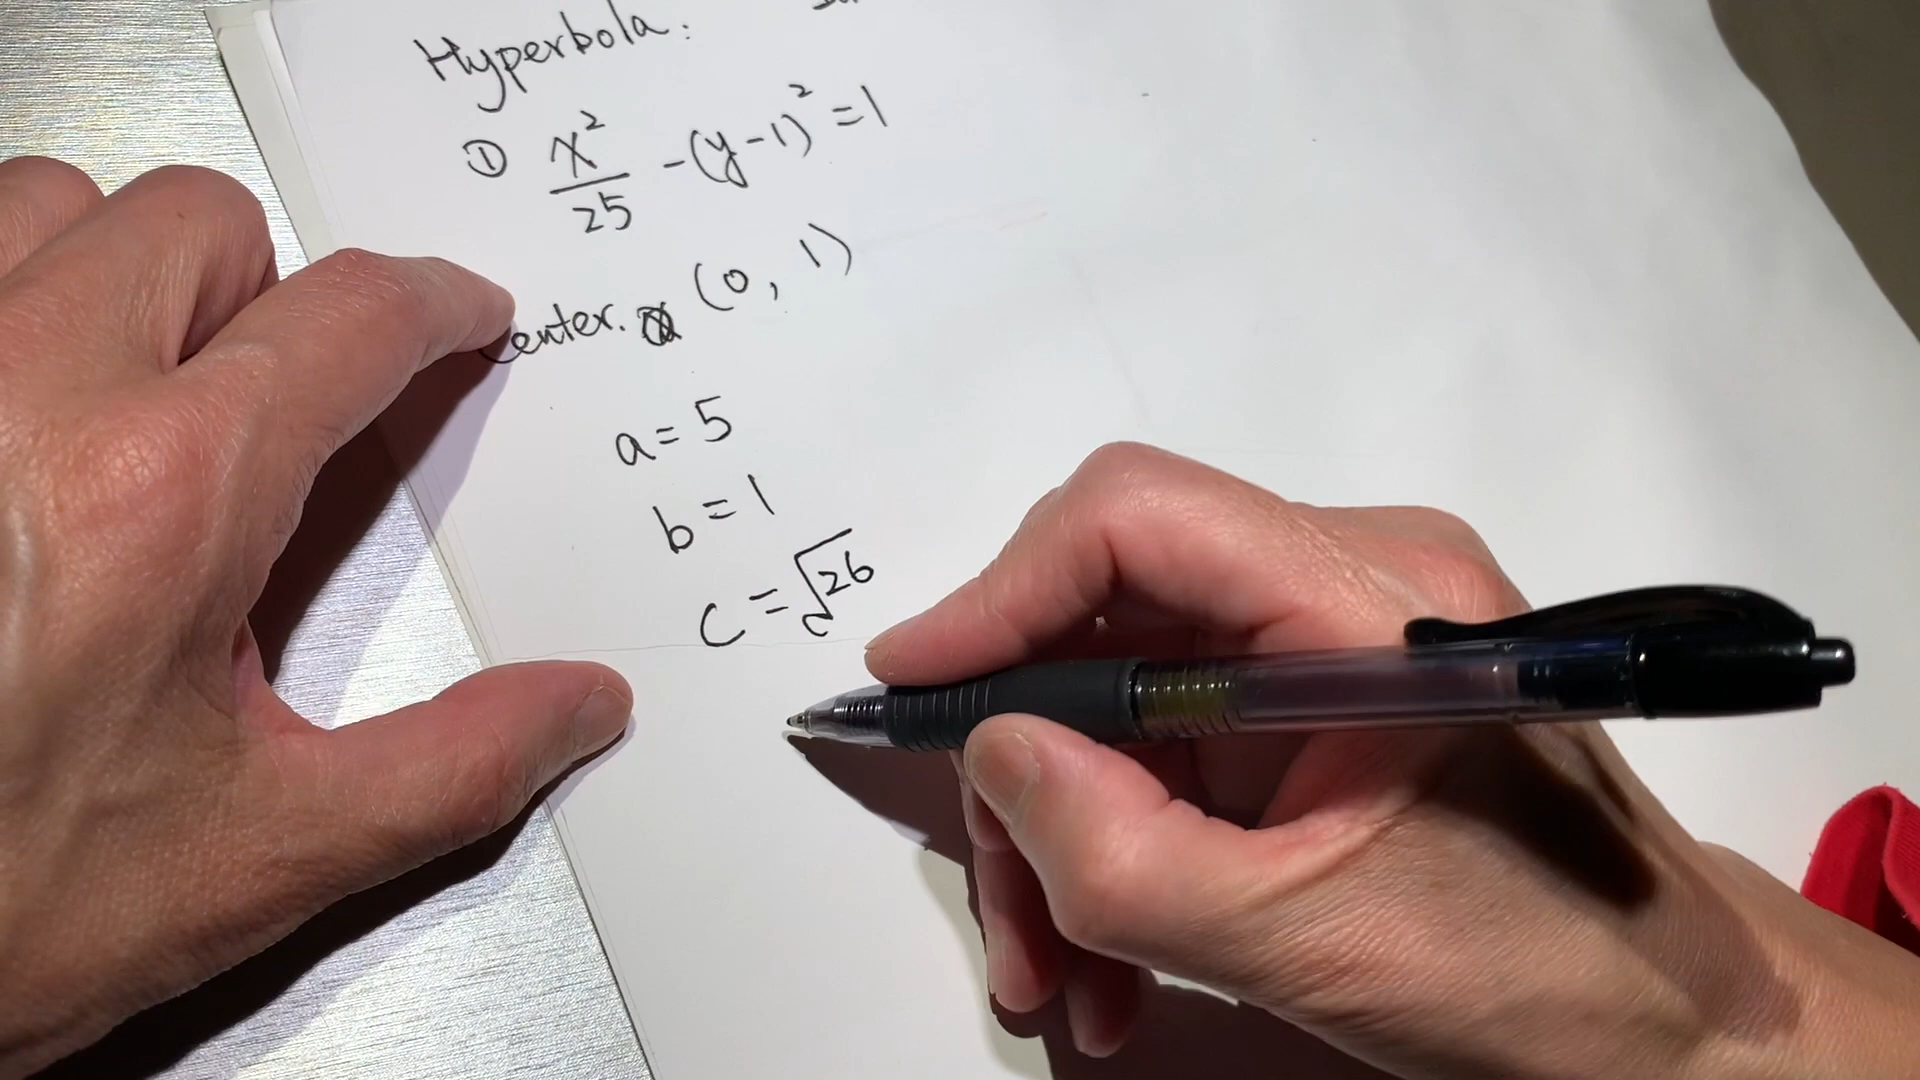 Hyperbola:
① x²/25 - (y-1)² = 1
Center. (0, 1)
a = 5
b = 1
c = √26